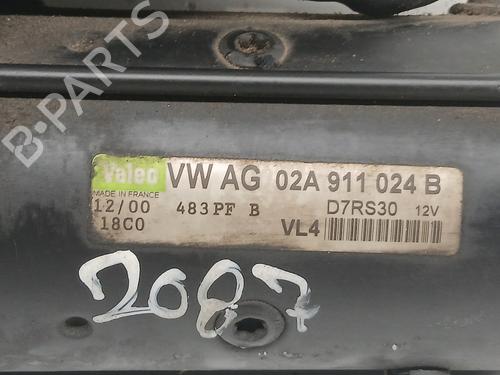 B-PARTS
Valeo VW AG 02A 911 024 B
MADE IN FRANCE
12/00 483PF B D7RS30 12V
18C0 VL4
2087